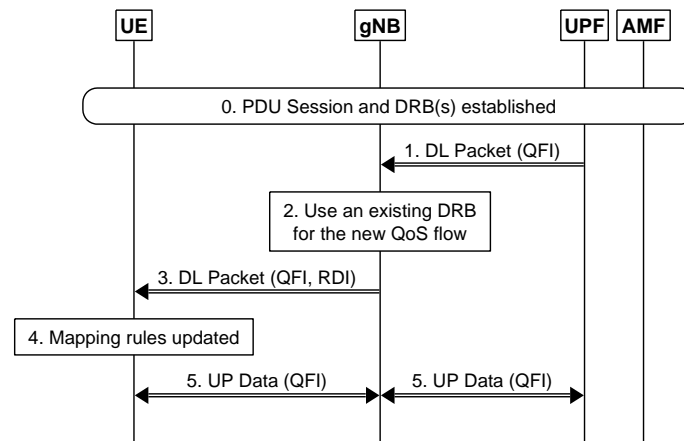 UE
gNB
UPF
AMF
0. PDU Session and DRB(s) established
1. DL Packet (QFI)
2. Use an existing DRB
for the new QoS flow
3. DL Packet (QFI, RDI)
4. Mapping rules updated
5. UP Data (QFI)
5. UP Data (QFI)